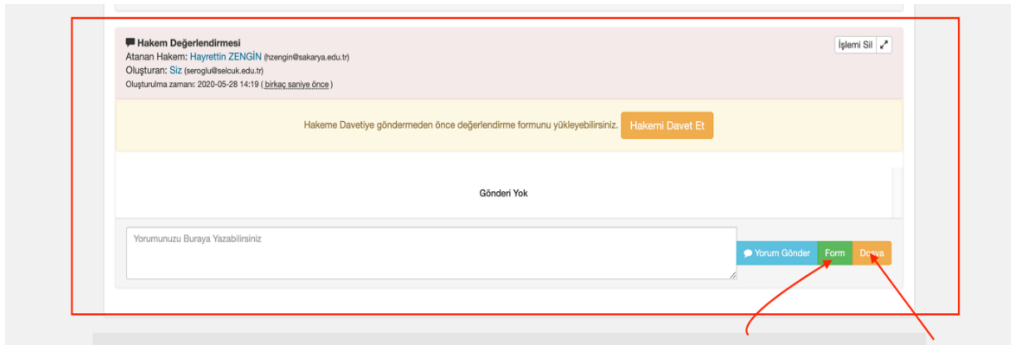 Hakem Değerlendirmesi
İşlemi Sil
Atanan Hakem: Hayrettin ZENGİN (hzengin@sakarya.edu.tr)
Oluşturan: Siz (seroglu@selcuk.edu.tr)
Oluşturulma zamanı: 2020-05-28 14:19 ( birkaç saniye önce )
Hakeme Davetiye göndermeden önce değerlendirme formunu yükleyebilirsiniz. Hakemi Davet Et
Gönderi Yok
Yorumunuzu Buraya Yazabilirsiniz
Yorum Gönder Form Dosya